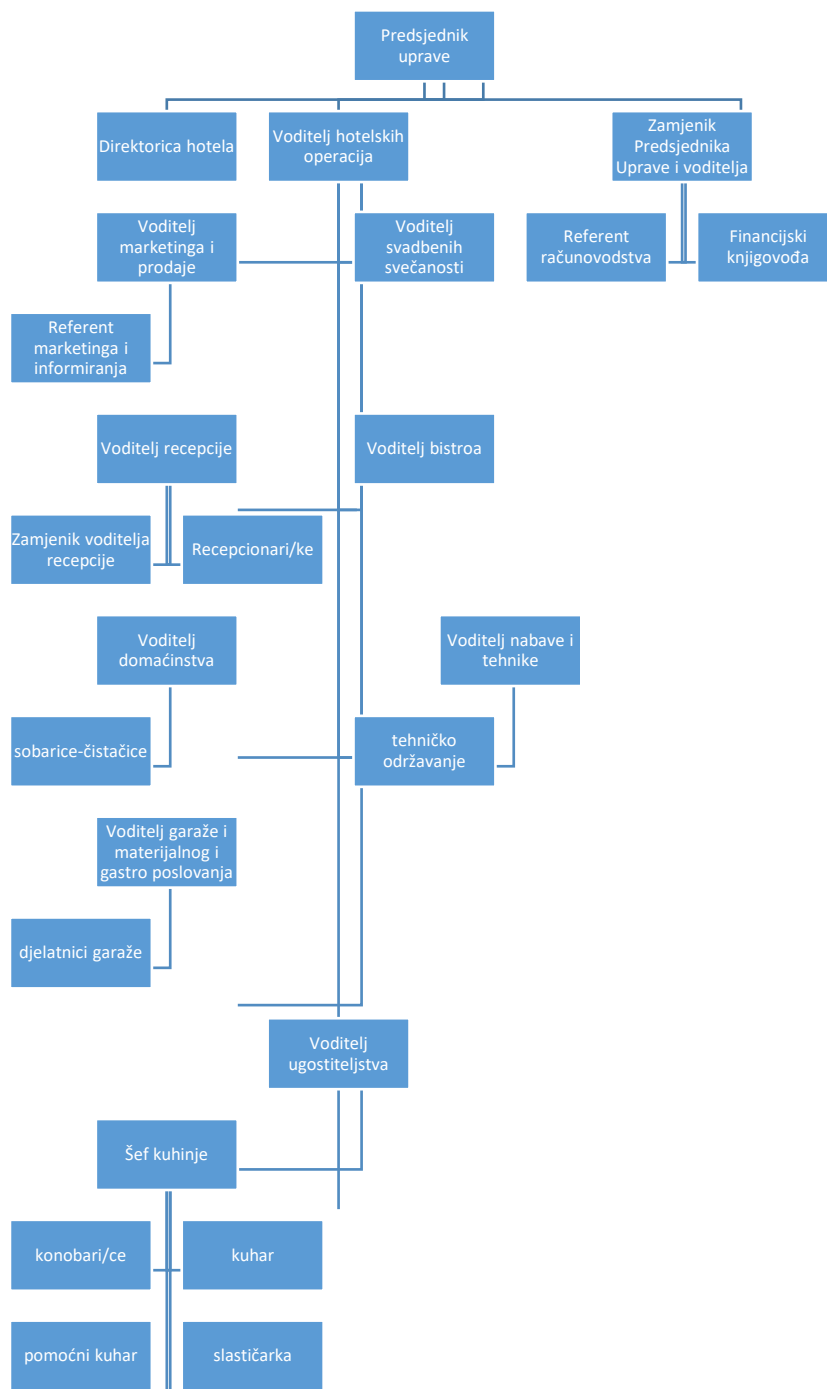 Predsjednik
uprave
Direktorica hotela
Voditelj hotelskih
operacija
Zamjenik
Predsjednika
Uprave i voditelja
Voditelj
marketinga i
prodaje
Voditelj
svadbenih
svečanosti
Referent
računovodstva
Financijski
knjigovođa
Referent
marketinga i
informiranja
Voditelj recepcije
Voditelj bistroa
Zamjenik voditelja
recepcije
Recepcionari/ke
Voditelj
domaćinstva
Voditelj nabave i
tehnike
sobarice-čistačice
tehničko
održavanje
Voditelj garaže i
materijalnog i
gastro poslovanja
djelatnici garaže
Voditelj
ugostiteljstva
Šef kuhinje
konobari/ce
kuhar
pomoćni kuhar
slastičarka